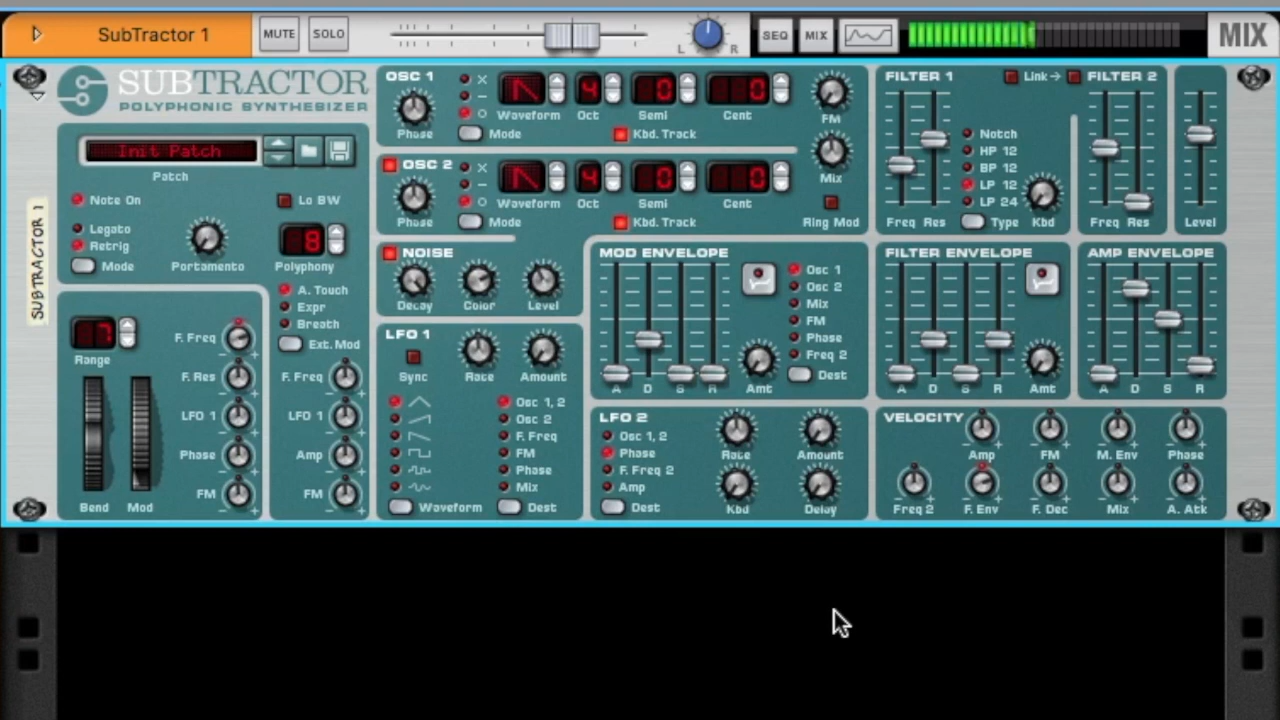 SubTractor 1 MUTE SOLO L R SEQ MIX MIX
SUBTRACTOR
POLYPHONIC SYNTHESIZER
Init Patch
Patch
Note On Lo BW
Legato
Retrig
Mode Portamento 8 Polyphony
A. Touch
Expr
Breath
Ext. Mod
7
Range
F. Freq
F. Res F. Freq
LFO 1 LFO 1
Phase Amp
FM FM
Bend Mod
SUBTRACTOR 1
OSC 1
X
–
O
Phase Mode Waveform 4 Oct 0 Semi 0 Cent FM
Kbd. Track
OSC 2
X
–
O
Phase Mode Waveform 4 Oct 0 Semi 0 Cent Mix
Kbd. Track Ring Mod
NOISE
Decay Color Level
LFO 1
Sync Rate Amount
Osc 1,2
Osc 2
F. Freq
FM
Phase
Mix
Waveform Dest
MOD ENVELOPE
Osc 1
Osc 2
Mix
FM
Phase
Freq 2
A D S R Amt Dest
LFO 2
Osc 1, 2
Phase
F. Freq 2
Amp
Dest
Rate Amount
Kbd Delay
FILTER 1 Link FILTER 2
Notch
HP 12
BP 12
LP 12
LP 24
Freq Res Type Kbd Freq Res Level
FILTER ENVELOPE
A D S R Amt
AMP ENVELOPE
A D S R
VELOCITY
Amp FM M. Env Phase
Freq 2 F. Env F. Dec Mix A. Atk